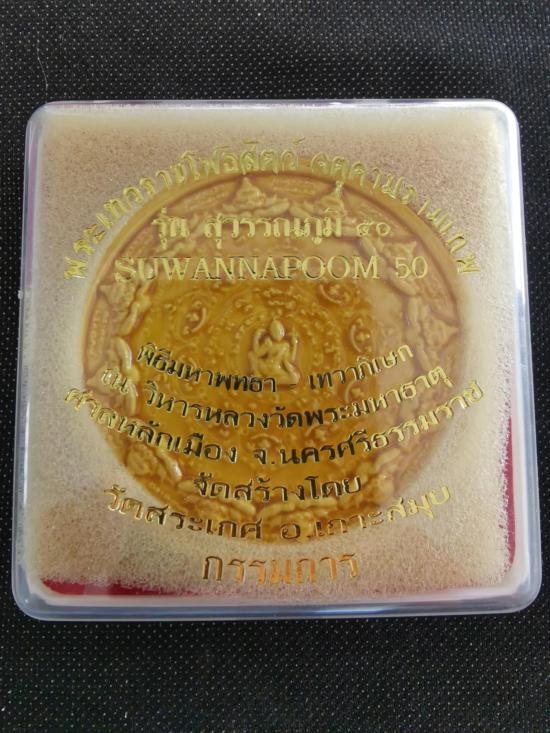 พระเทวราชโพธิสัตว์ จตุคามรามเทพ
รุ่น สุวรรณภูมิ ๕๐
SUWANNAPOOM 50
พิธีมหาพุทธา - เทวาภิเษก
ณ วิหารหลวงวัดพระมหาธาตุ
ศาลหลักเมือง จ.นครศรีธรรมราช
จัดสร้างโดย
วัดสระเกศ อ.เกาะสมุย
กรรมการ